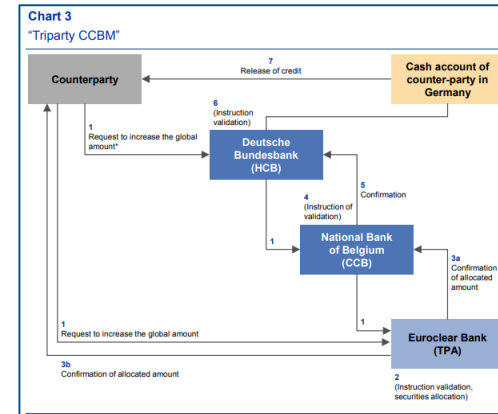 Chart 3
“Triparty CCBM”
7
Release of credit
Counterparty
Cash account of
counter-party in
Germany
6
(Instruction
validation)
1
Request to increase the global
amount*
Deutsche
Bundesbank
(HCB)
4
(Instruction of
validation)
5
Confirmation
1
National Bank
of Belgium
(CCB)
3a
Confirmation
of allocated
amount
1
Request to increase the global amount
1
Euroclear Bank
(TPA)
3b
Confirmation of allocated amount
2
(Instruction validation,
securities allocation)